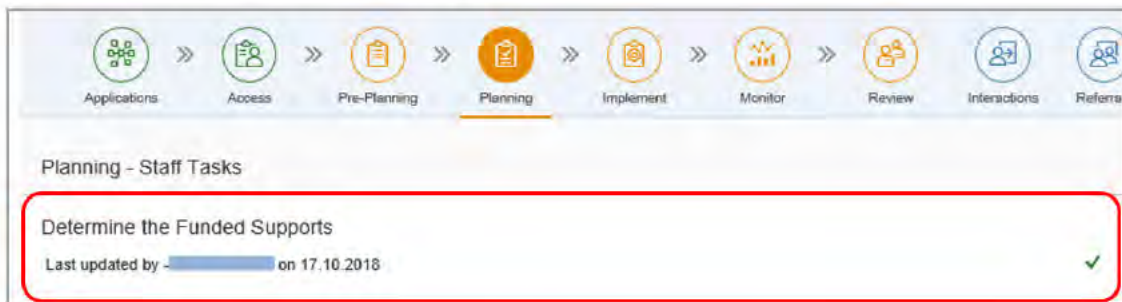 Applications Access Pre-Planning Planning Implement Monitor Review Interactions Referra
Planning - Staff Tasks
Determine the Funded Supports
Last updated by - on 17.10.2018